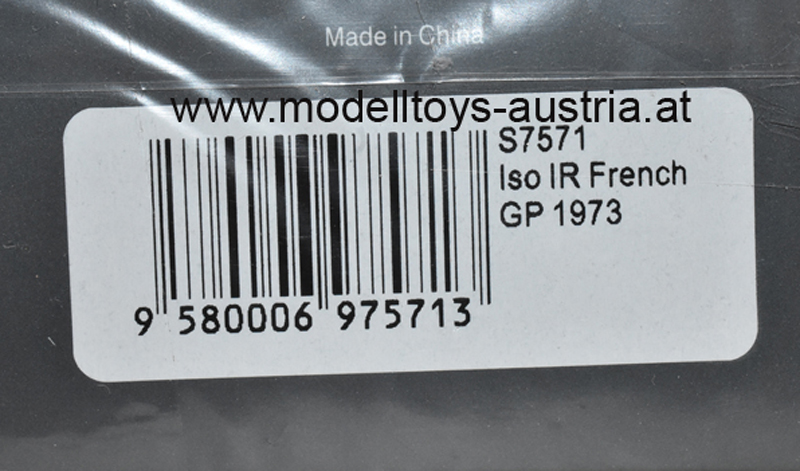 Made in China
www.modelltoys-austria.at
S7571
Iso IR French
GP 1973
9 580006 975713